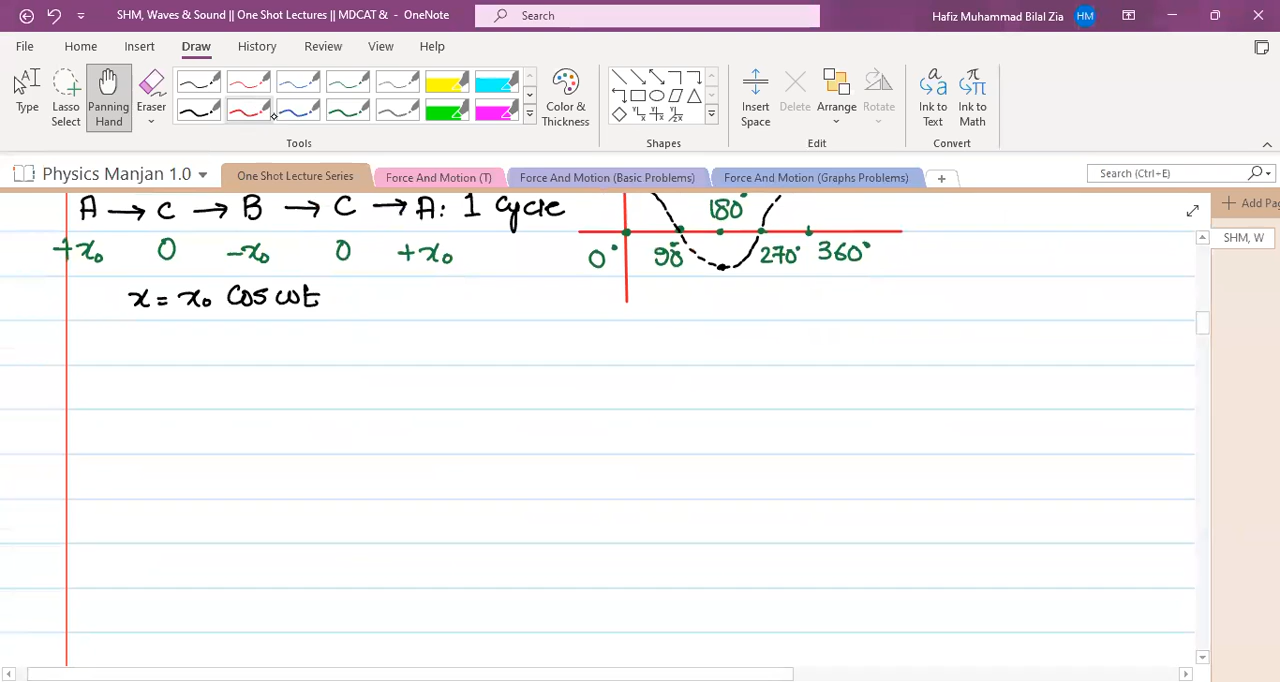 SHM, Waves & Sound || One Shot Lectures || MDCAT & - OneNote
Search
Hafiz Muhammad Bilal Zia
HM
File Home Insert Draw History Review View Help
Type
Lasso Select
Panning Hand
Eraser
Color & Thickness
Insert Space
Delete
Arrange
Rotate
Ink to Text
Ink to Math
Tools
Shapes
Edit
Convert
Physics Manjan 1.0
One Shot Lecture Series
Force And Motion (T)
Force And Motion (Basic Problems)
Force And Motion (Graphs Problems)
Search (Ctrl+E)
Add Pag
SHM, W
A → C → B → C → A : 1 cycle
+x₀ 0 -x₀ 0 +x₀
x = x₀ Cos ωt
180°
0° 90° 270° 360°